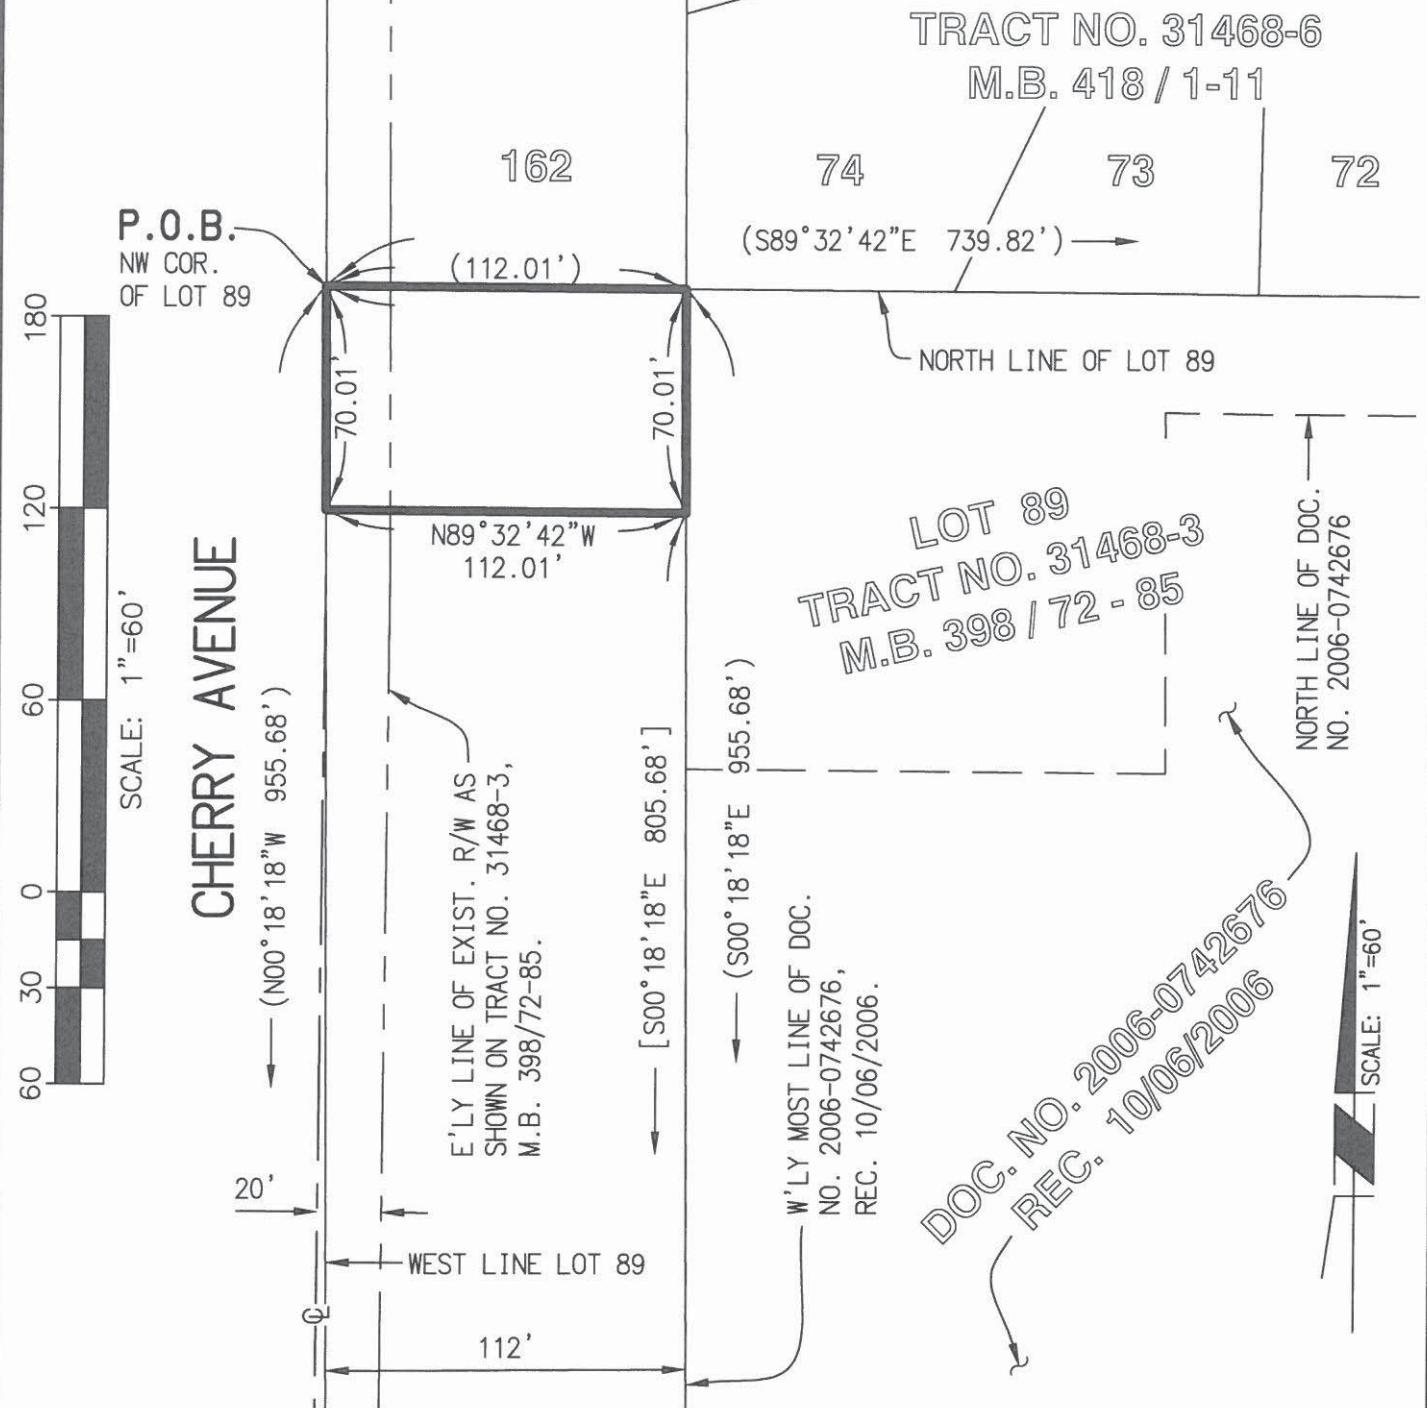 TRACT NO. 31468-6
M.B. 418 / 1-11
162
74
73
72
P.O.B.
NW COR.
OF LOT 89
(112.01')
(S89°32'42"E 739.82')
NORTH LINE OF LOT 89
70.01'
70.01'
N89°32'42"W
112.01'
180
120
60
0
30
60
SCALE: 1"=60'
CHERRY AVENUE
(N00°18'18"W 955.68')
E'LY LINE OF EXIST. R/W AS
SHOWN ON TRACT NO. 31468-3,
M.B. 398/72-85.
[S00°18'18"E 805.68']
(S00°18'18"E 955.68')
LOT 89
TRACT NO. 31468-3
M.B. 398 / 72 - 85
NORTH LINE OF DOC.
NO. 2006-0742676
W'LY MOST LINE OF DOC.
NO. 2006-0742676,
REC. 10/06/2006.
DOC. NO. 2006-0742676
REC. 10/06/2006
SCALE: 1"=60'
20'
WEST LINE LOT 89
℄
112'